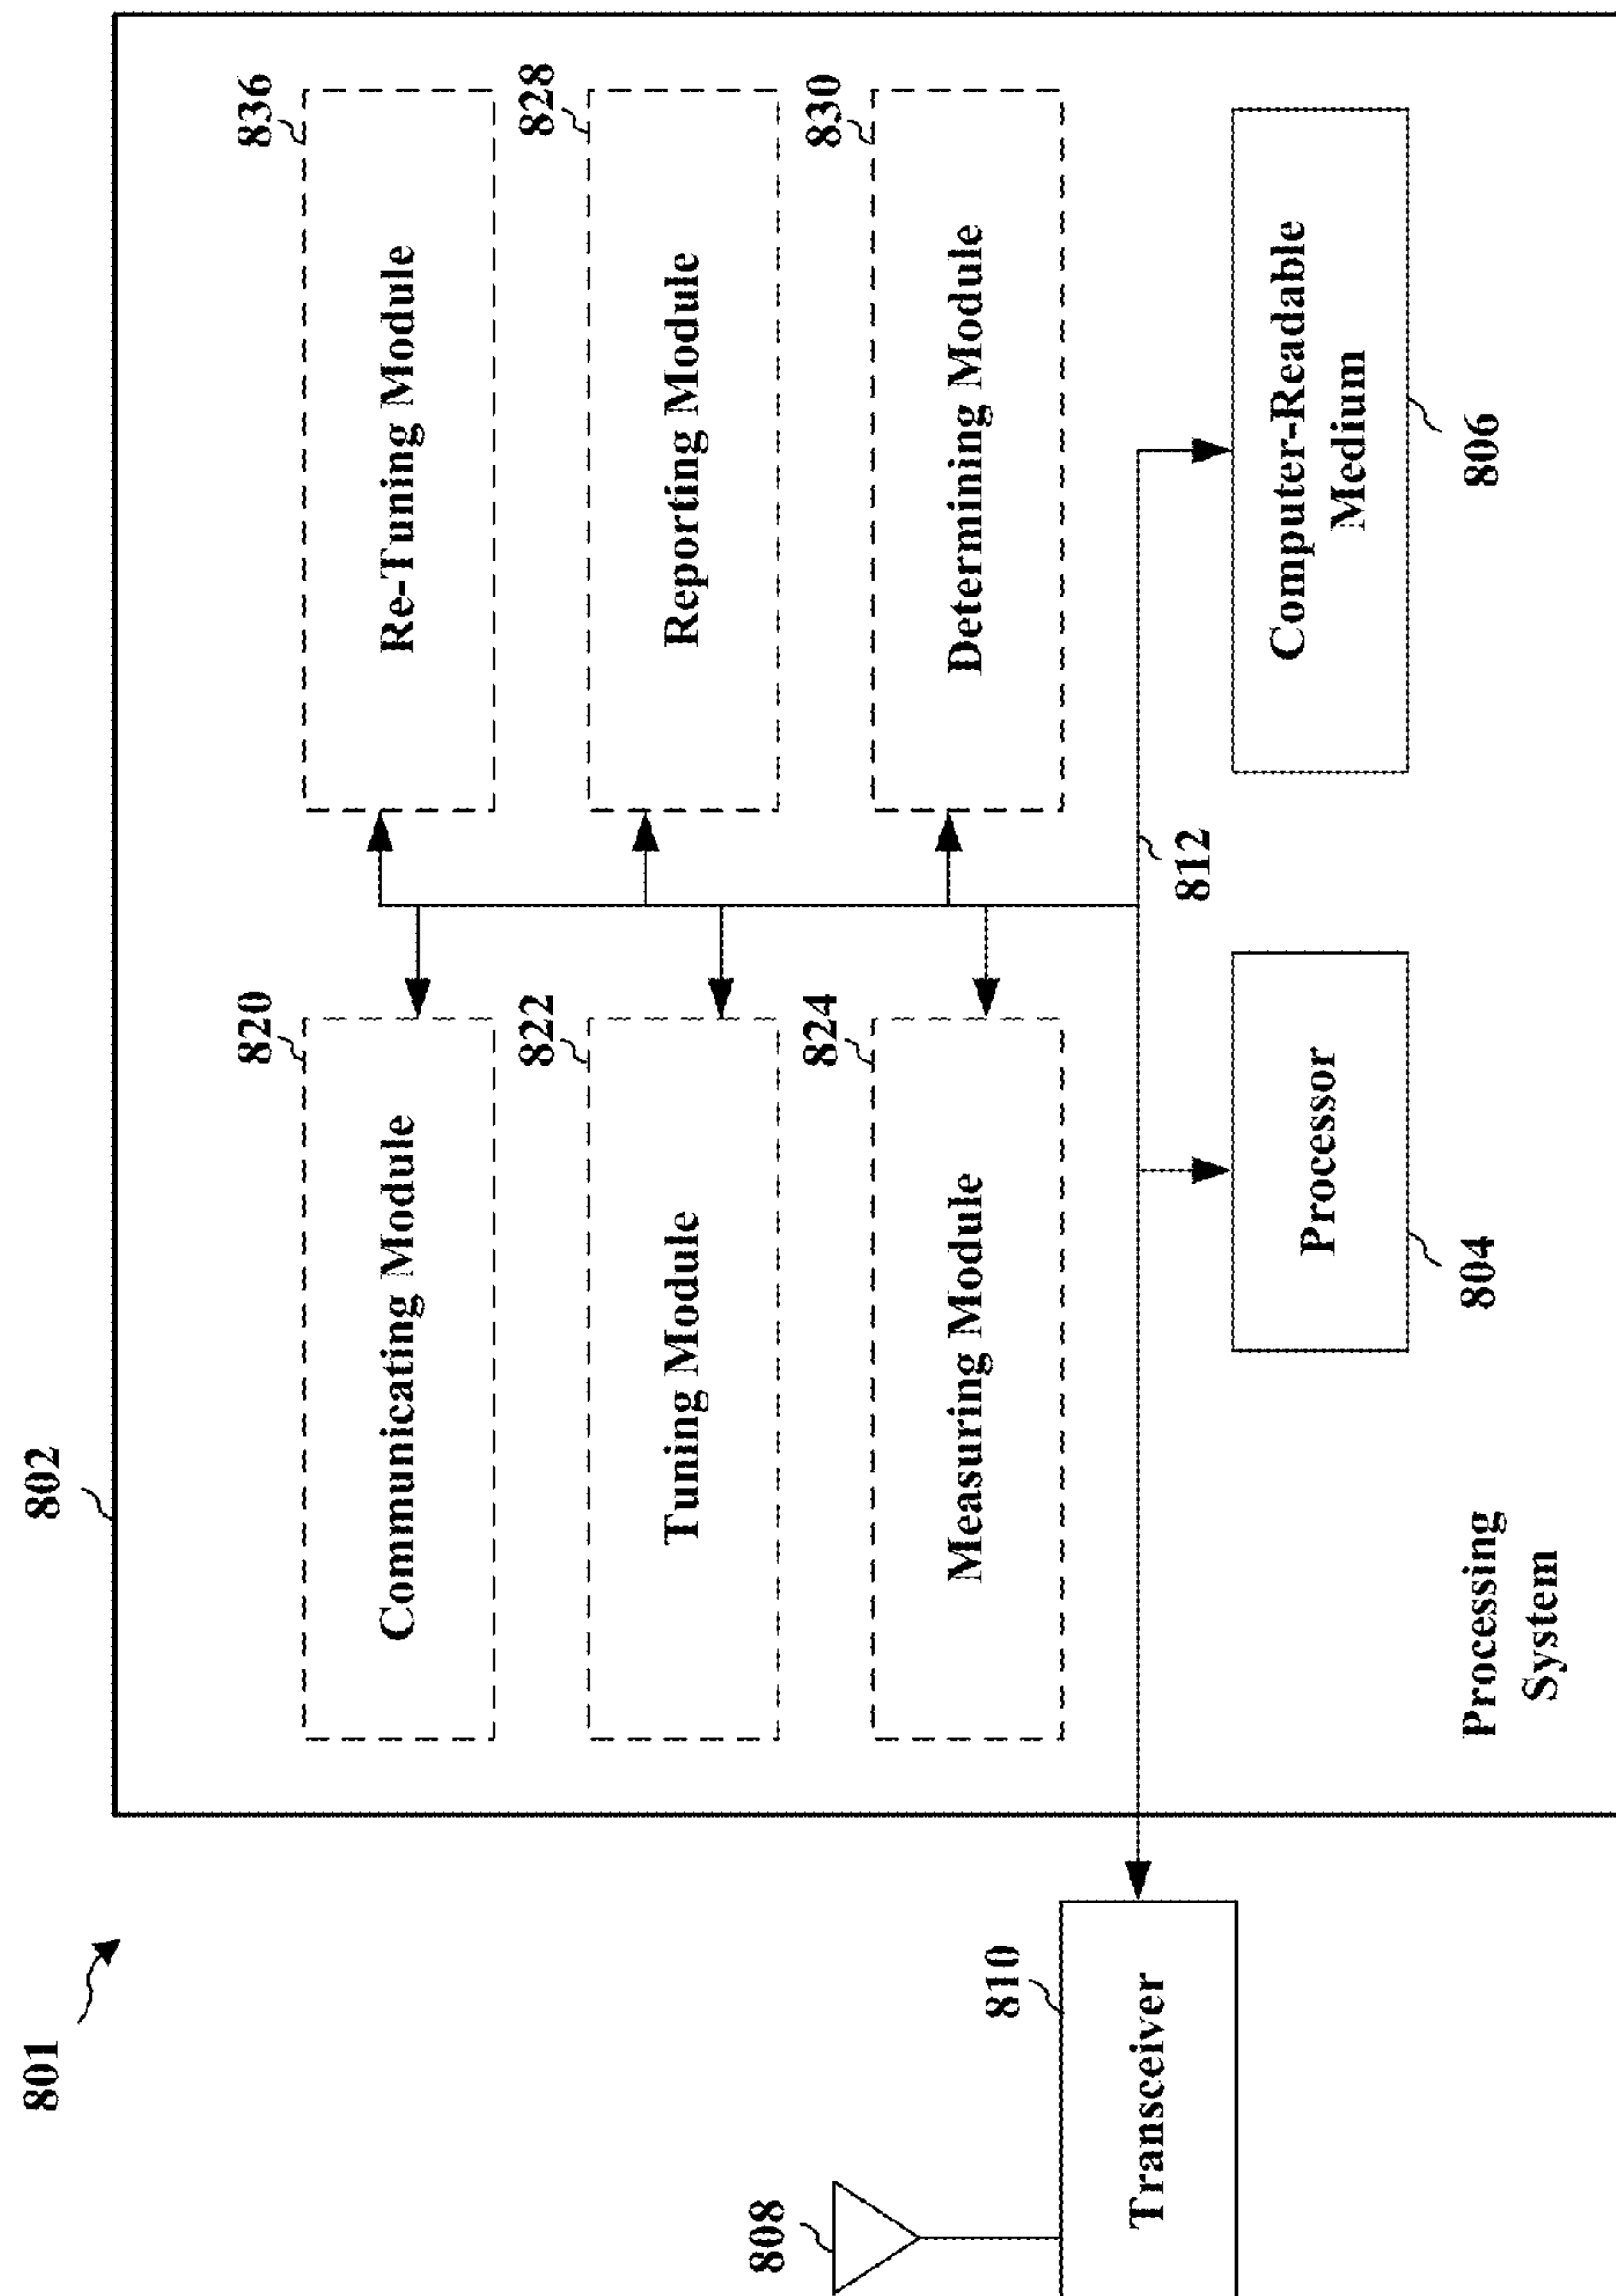 801
802
820
Communicating Module
836
Re-Tuning Module
822
Tuning Module
828
Reporting Module
824
Measuring Module
830
Determining Module
808
810
Transceiver
812
Processor
804
Computer-Readable
Medium
806
Processing
System